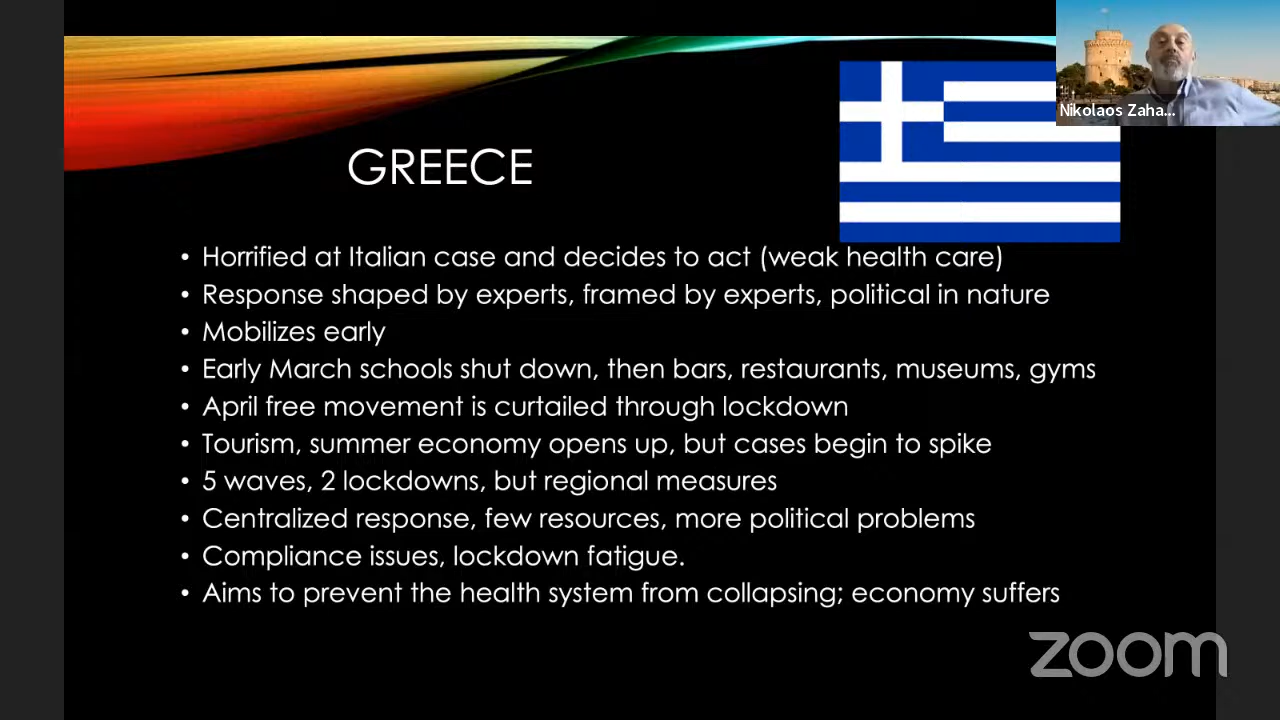 Nikolaos Zaha...
GREECE
• Horrified at Italian case and decides to act (weak health care)
• Response shaped by experts, framed by experts, political in nature
• Mobilizes early
• Early March schools shut down, then bars, restaurants, museums, gyms
• April free movement is curtailed through lockdown
• Tourism, summer economy opens up, but cases begin to spike
• 5 waves, 2 lockdowns, but regional measures
• Centralized response, few resources, more political problems
• Compliance issues, lockdown fatigue.
• Aims to prevent the health system from collapsing; economy suffers
zoom